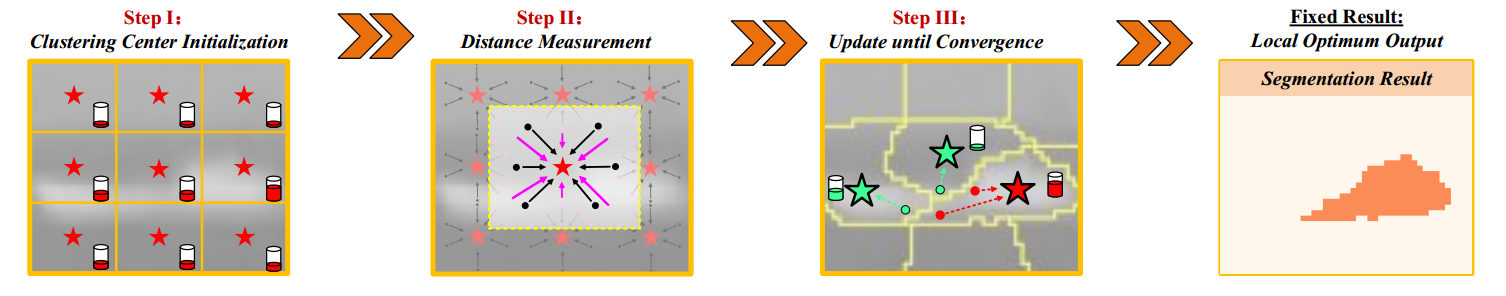 Step I：
Clustering Center Initialization
Step II：
Distance Measurement
Step III：
Update until Convergence
Fixed Result:
Local Optimum Output
Segmentation Result